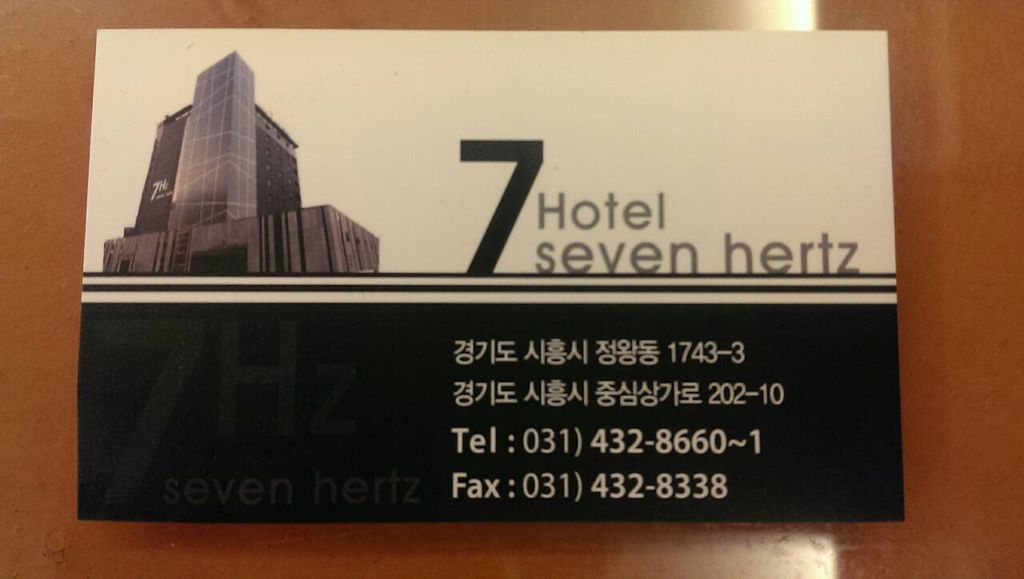 7Hz
7 Hotel
seven hertz
7Hz
seven hertz
경기도 시흥시 정왕동 1743-3
경기도 시흥시 중심상가로 202-10
Tel : 031) 432-8660~1
Fax : 031) 432-8338